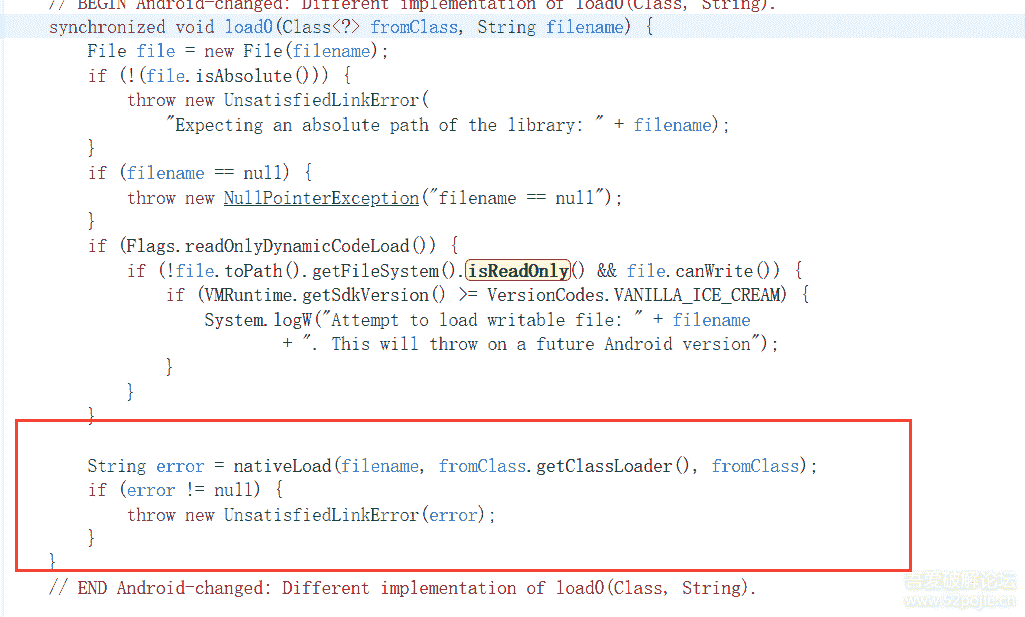 // BEGIN Android-changed: Different implementation of load0(Class, String).
synchronized void load0(Class<?> fromClass, String filename) {
File file = new File(filename);
if (!(file.isAbsolute())) {
throw new UnsatisfiedLinkError(
"Expecting an absolute path of the library: " + filename);
}
if (filename == null) {
throw new NullPointerException("filename == null");
}
if (Flags.readOnlyDynamicCodeLoad()) {
if (!file.toPath().getFileSystem().isReadOnly() && file.canWrite()) {
if (VMRuntime.getSdkVersion() >= VersionCodes.VANILLA_ICE_CREAM) {
System.logW("Attempt to load writable file: " + filename
+ ". This will throw on a future Android version");
}
}
}
String error = nativeLoad(filename, fromClass.getClassLoader(), fromClass);
if (error != null) {
throw new UnsatisfiedLinkError(error);
}
}
// END Android-changed: Different implementation of load0(Class, String).
吾爱破解论坛
www.52pojie.cn